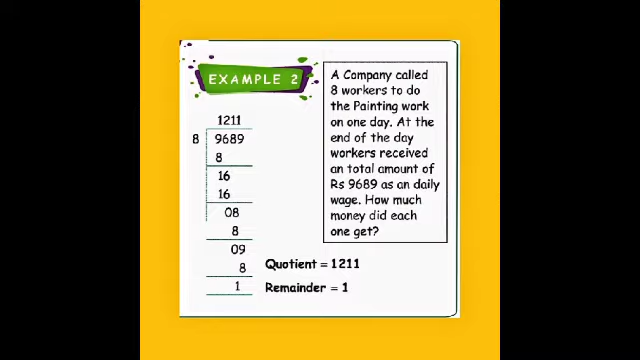 EXAMPLE 2
1211
8 9689
8
16
16
08
8
09
8
1
Quotient = 1211
Remainder = 1
A Company called
8 workers to do
the Painting work
on one day. At the
end of the day
workers received
an total amount of
Rs 9689 as an daily
wage. How much
money did each
one get?